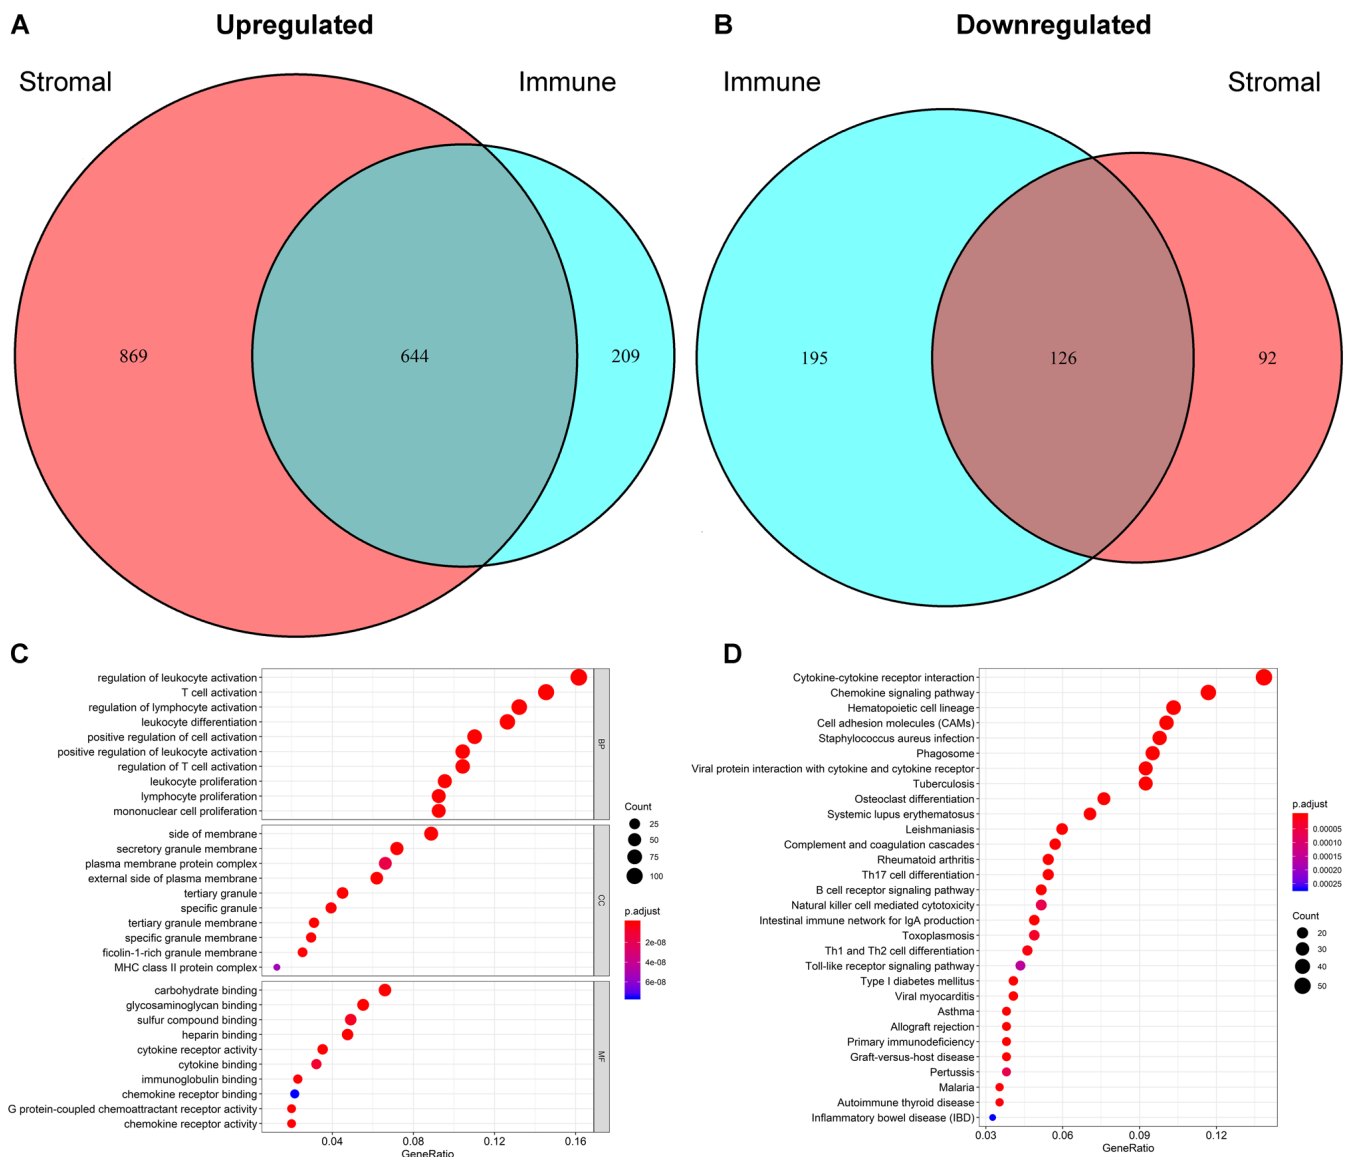 A Upregulated
Stromal Immune
869 644 209
B Downregulated
Immune Stromal
195 126 92
C
regulation of leukocyte activation
T cell activation
regulation of lymphocyte activation
leukocyte differentiation
positive regulation of cell activation
positive regulation of leukocyte activation
regulation of T cell activation
leukocyte proliferation
lymphocyte proliferation
mononuclear cell proliferation
BP
side of membrane
secretory granule membrane
plasma membrane protein complex
external side of plasma membrane
tertiary granule
specific granule
tertiary granule membrane
specific granule membrane
ficolin-1-rich granule membrane
MHC class II protein complex
CC
carbohydrate binding
glycosaminoglycan binding
sulfur compound binding
heparin binding
cytokine receptor activity
cytokine binding
immunoglobulin binding
chemokine receptor binding
G protein-coupled chemoattractant receptor activity
chemokine receptor activity
MF
0.04 0.08 0.12 0.16
GeneRatio
Count
25
50
75
100
p.adjust
2e-08
4e-08
6e-08
D
Cytokine-cytokine receptor interaction
Chemokine signaling pathway
Hematopoietic cell lineage
Cell adhesion molecules (CAMs)
Staphylococcus aureus infection
Phagosome
Viral protein interaction with cytokine and cytokine receptor
Tuberculosis
Osteoclast differentiation
Systemic lupus erythematosus
Leishmaniasis
Complement and coagulation cascades
Rheumatoid arthritis
Th17 cell differentiation
B cell receptor signaling pathway
Natural killer cell mediated cytotoxicity
Intestinal immune network for IgA production
Toxoplasmosis
Th1 and Th2 cell differentiation
Toll-like receptor signaling pathway
Type I diabetes mellitus
Viral myocarditis
Asthma
Allograft rejection
Primary immunodeficiency
Graft-versus-host disease
Pertussis
Malaria
Autoimmune thyroid disease
Inflammatory bowel disease (IBD)
0.03 0.06 0.09 0.12
GeneRatio
p.adjust
0.00005
0.00010
0.00015
0.00020
0.00025
Count
20
30
40
50